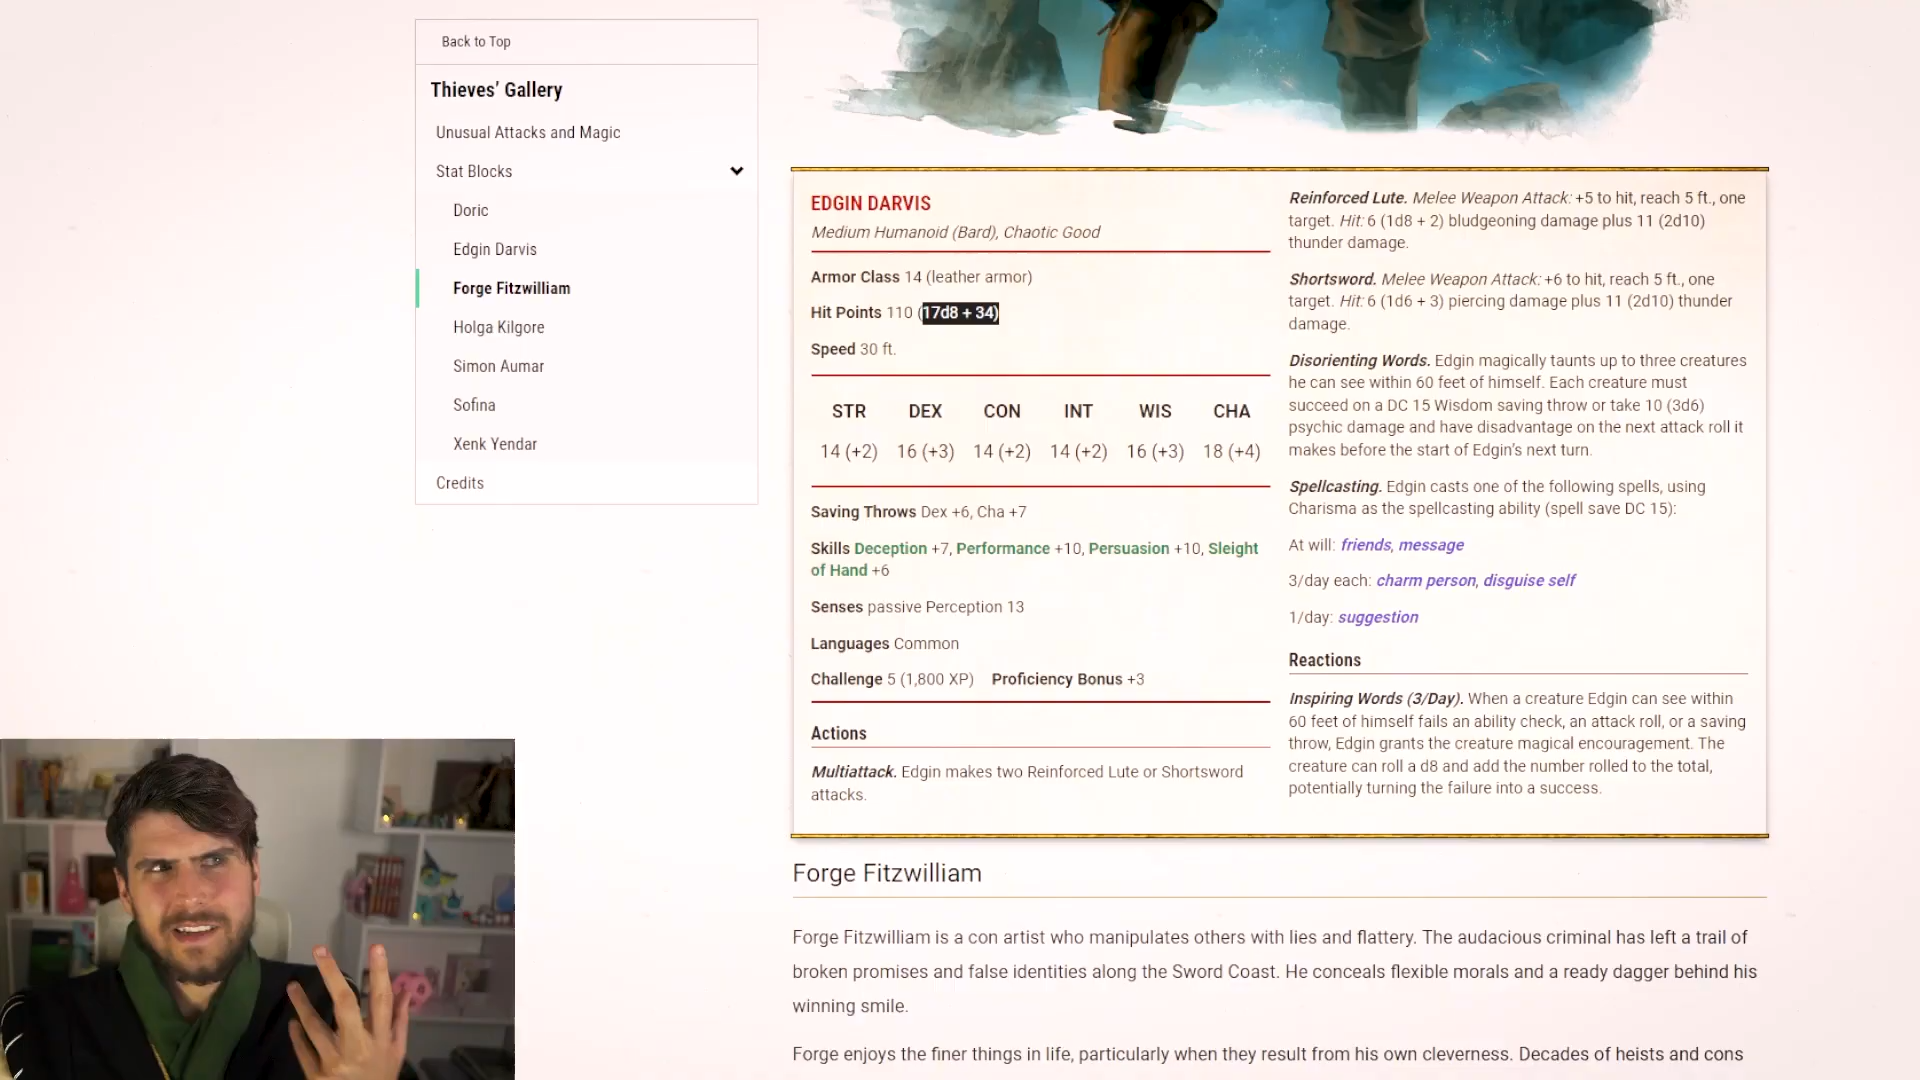 Back to Top
Thieves’ Gallery
Unusual Attacks and Magic
Stat Blocks
Doric
Edgin Darvis
Forge Fitzwilliam
Holga Kilgore
Simon Aumar
Sofina
Xenk Yendar
Credits
EDGIN DARVIS
Medium Humanoid (Bard), Chaotic Good
Armor Class 14 (leather armor)
Hit Points 110 (17d8 + 34)
Speed 30 ft.
STR DEX CON INT WIS CHA
14 (+2) 16 (+3) 14 (+2) 14 (+2) 16 (+3) 18 (+4)
Saving Throws Dex +6, Cha +7
Skills Deception +7, Performance +10, Persuasion +10, Sleight
of Hand +6
Senses passive Perception 13
Languages Common
Challenge 5 (1,800 XP) Proficiency Bonus +3
Actions
Multiattack. Edgin makes two Reinforced Lute or Shortsword
attacks.
Reinforced Lute. Melee Weapon Attack: +5 to hit, reach 5 ft., one
target. Hit: 6 (1d8 + 2) bludgeoning damage plus 11 (2d10)
thunder damage.
Shortsword. Melee Weapon Attack: +6 to hit, reach 5 ft., one
target. Hit: 6 (1d6 + 3) piercing damage plus 11 (2d10) thunder
damage.
Disorienting Words. Edgin magically taunts up to three creatures
he can see within 60 feet of himself. Each creature must
succeed on a DC 15 Wisdom saving throw or take 10 (3d6)
psychic damage and have disadvantage on the next attack roll it
makes before the start of Edgin’s next turn.
Spellcasting. Edgin casts one of the following spells, using
Charisma as the spellcasting ability (spell save DC 15):
At will: friends, message
3/day each: charm person, disguise self
1/day: suggestion
Reactions
Inspiring Words (3/Day). When a creature Edgin can see within
60 feet of himself fails an ability check, an attack roll, or a saving
throw, Edgin grants the creature magical encouragement. The
creature can roll a d8 and add the number rolled to the total,
potentially turning the failure into a success.
Forge Fitzwilliam
Forge Fitzwilliam is a con artist who manipulates others with lies and flattery. The audacious criminal has left a trail of
broken promises and false identities along the Sword Coast. He conceals flexible morals and a ready dagger behind his
winning smile.
Forge enjoys the finer things in life, particularly when they result from his own cleverness. Decades of heists and cons